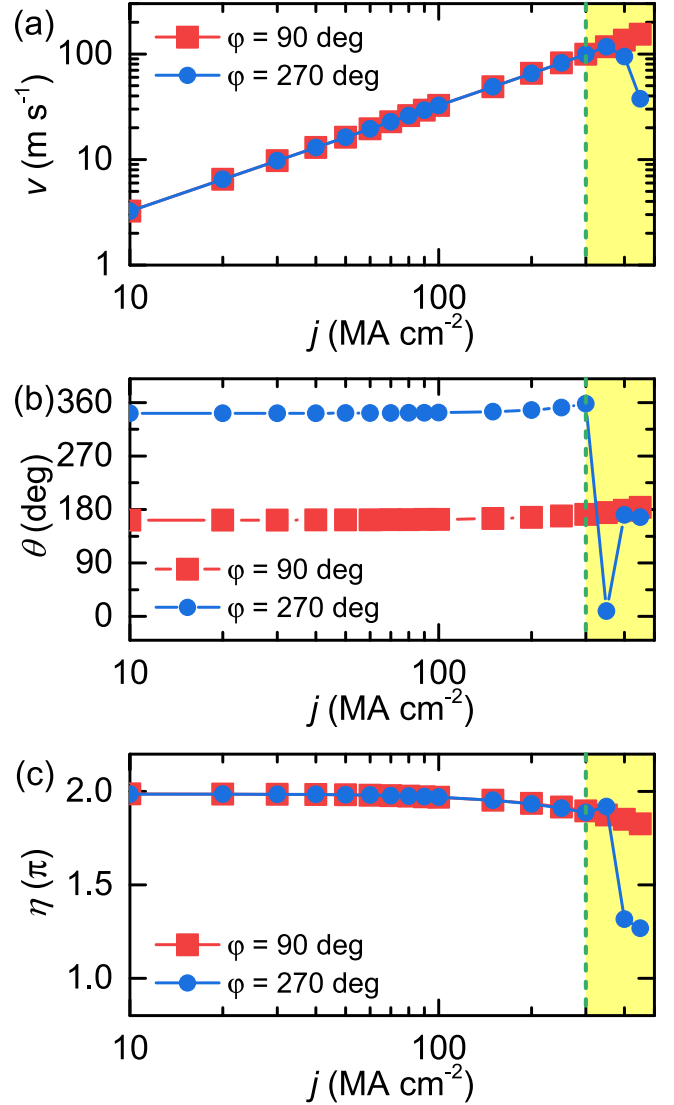 (a)
φ = 90 deg
φ = 270 deg
100
10
1
v (m s⁻¹)
10
100
j (MA cm⁻²)
(b)
360
270
180
90
0
θ (deg)
φ = 90 deg
φ = 270 deg
10
100
j (MA cm⁻²)
(c)
2.0
1.5
1.0
η (π)
φ = 90 deg
φ = 270 deg
10
100
j (MA cm⁻²)